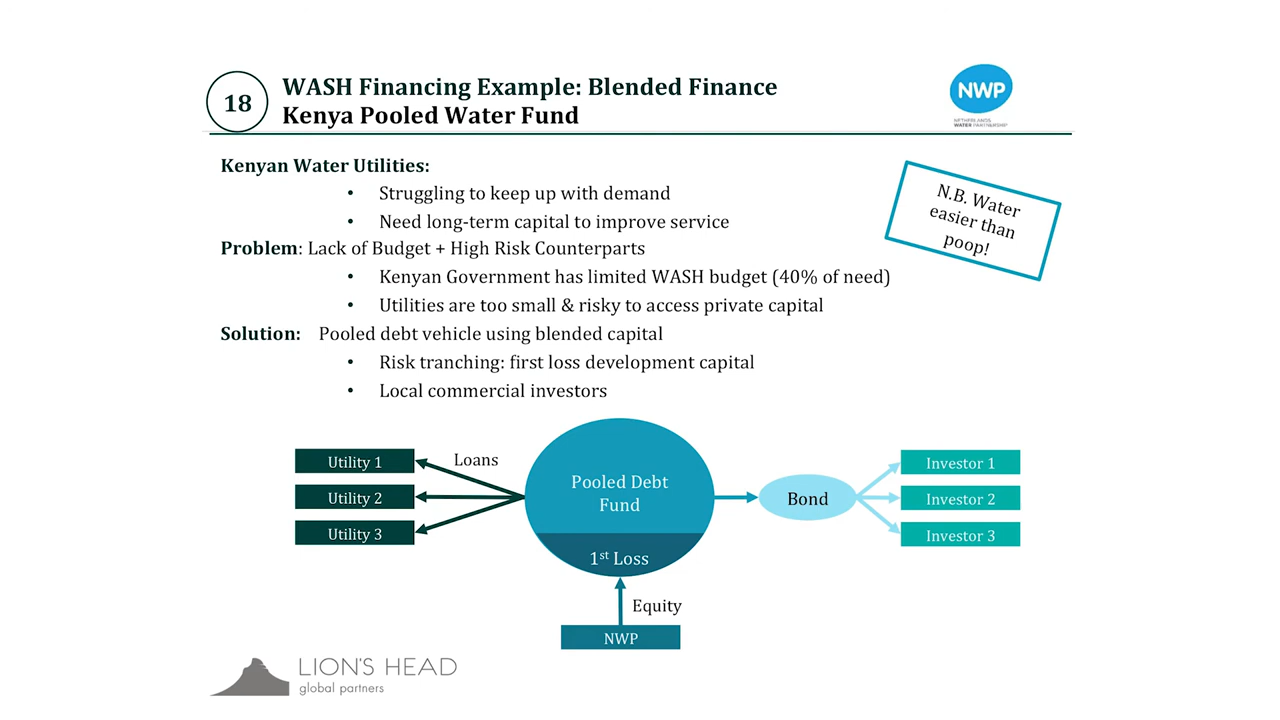 18
WASH Financing Example: Blended Finance
Kenya Pooled Water Fund
NWP
NETHERLANDS
WATER PARTNERSHIP
Kenyan Water Utilities:
• Struggling to keep up with demand
• Need long-term capital to improve service
Problem: Lack of Budget + High Risk Counterparts
• Kenyan Government has limited WASH budget (40% of need)
• Utilities are too small & risky to access private capital
Solution: Pooled debt vehicle using blended capital
• Risk tranching: first loss development capital
• Local commercial investors
N.B. Water
easier than
poop!
Utility 1
Utility 2
Utility 3
Loans
Pooled Debt
Fund
1st Loss
Equity
NWP
Bond
Investor 1
Investor 2
Investor 3
LION'S HEAD
global partners